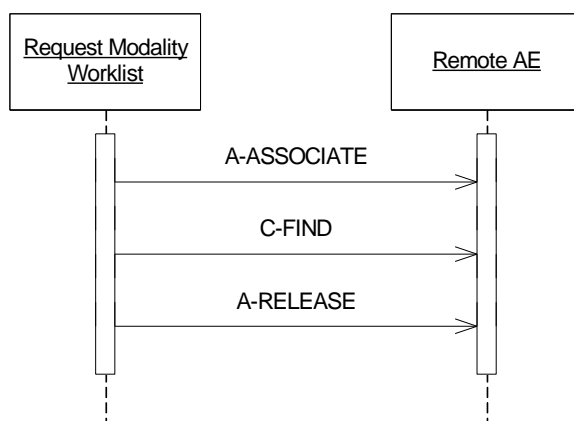 Request Modality
Worklist
Remote AE
A-ASSOCIATE
C-FIND
A-RELEASE